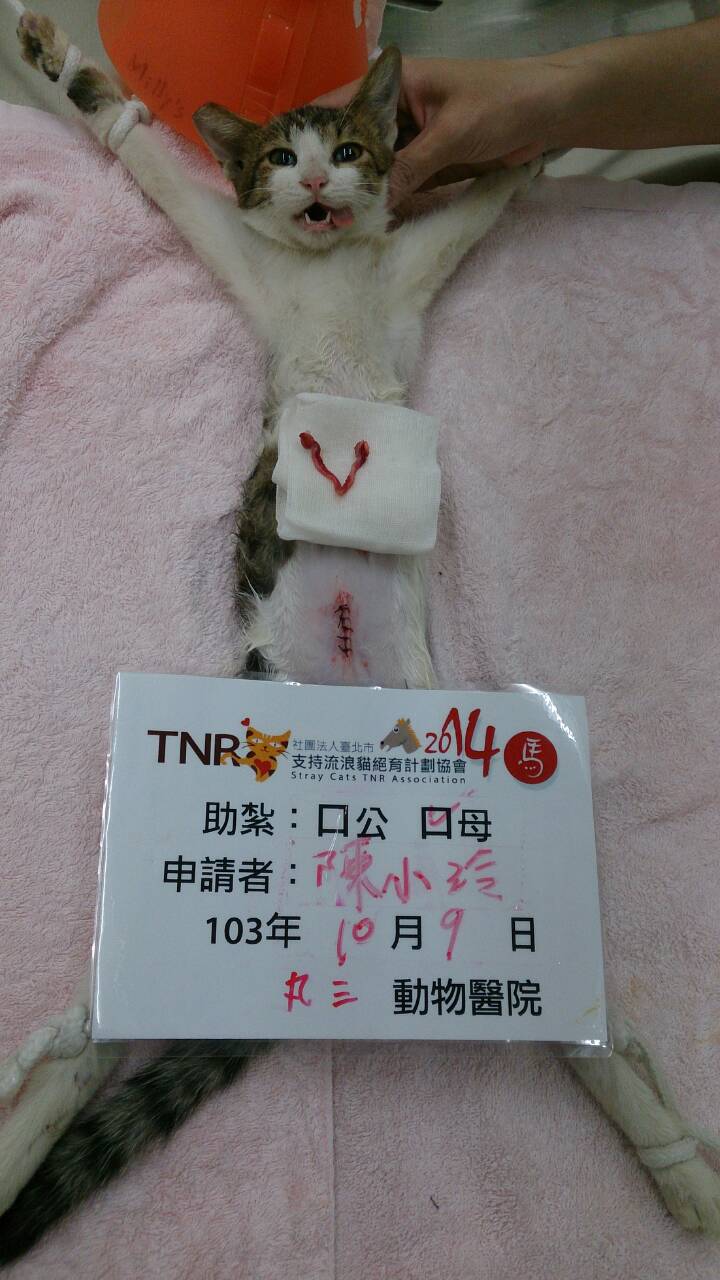 Milly's
TNR 社團法人臺北市 2014 馬
支持流浪貓絕育計劃協會
Stray Cats TNR Association
助紮：口公 口母
申請者：陳小玲
103年 10月9日
丸三 動物醫院